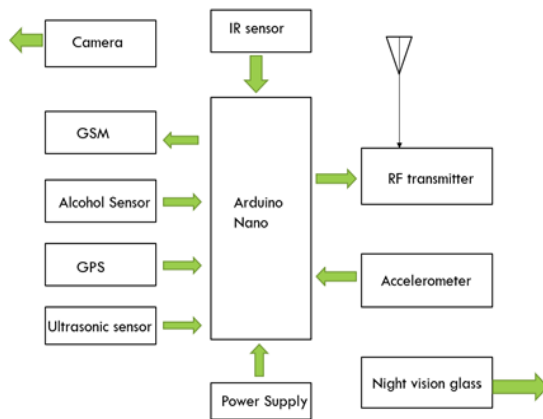 Camera
IR sensor
GSM
Alcohol Sensor
Arduino
Nano
RF transmitter
GPS
Accelerometer
Ultrasonic sensor
Power Supply
Night vision glass